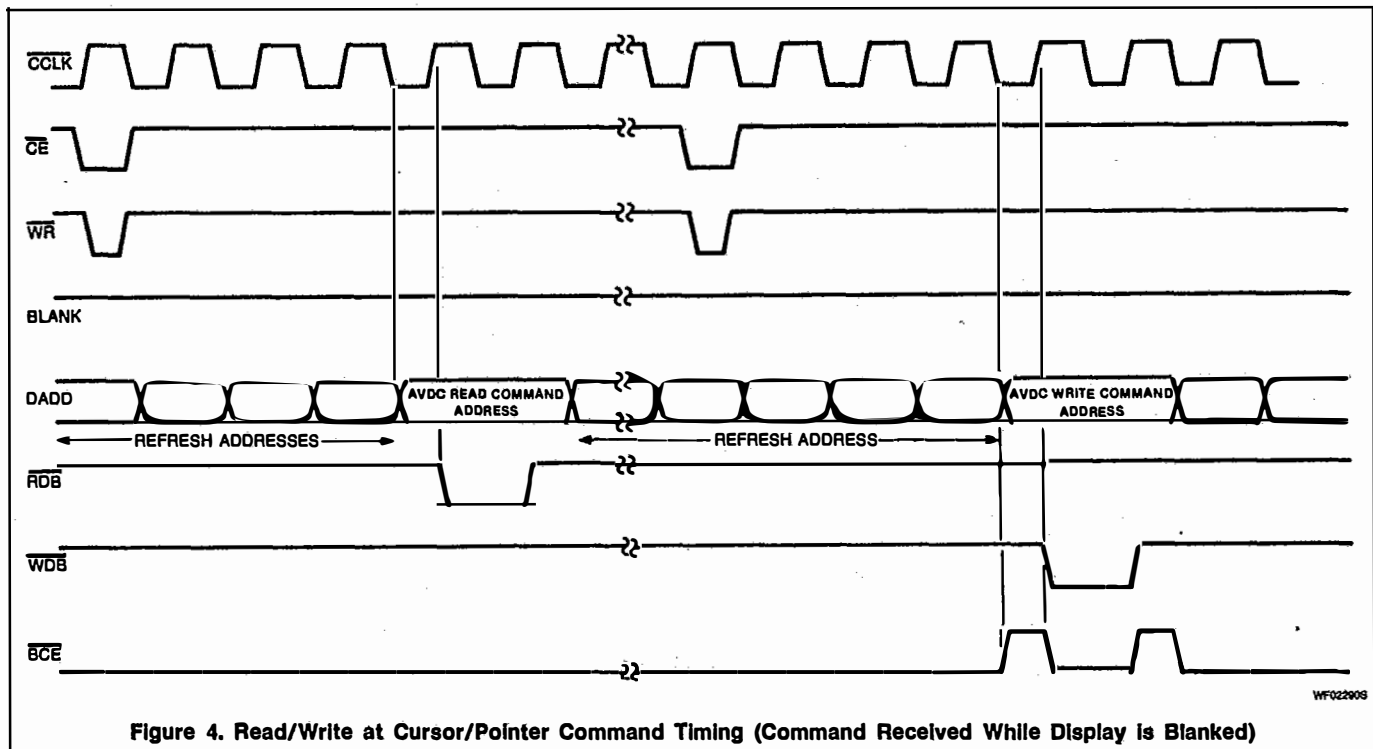 CCLK
CE
WR
BLANK
DADD
AVDC READ COMMAND
ADDRESS
AVDC WRITE COMMAND
ADDRESS
REFRESH ADDRESSES
REFRESH ADDRESS
RDB
WDB
BCE
WF02290S
Figure 4. Read/Write at Cursor/Pointer Command Timing (Command Received While Display is Blanked)